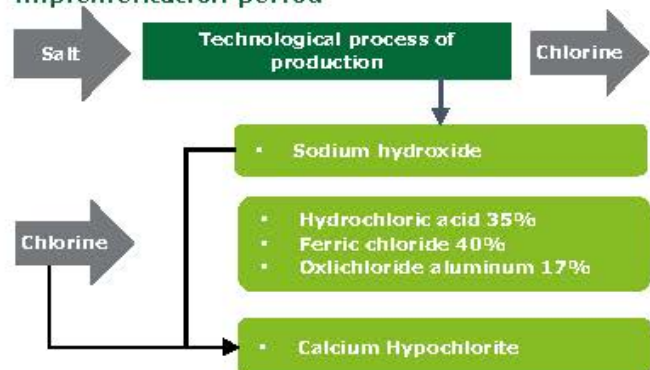 Salt
Technological process of
production
Chlorine
▪ Sodium hydroxide
Chlorine
▪ Hydrochloric acid 35%
▪ Ferric chloride 40%
▪ Oxlichloride aluminum 17%
▪ Calcium Hypochlorite